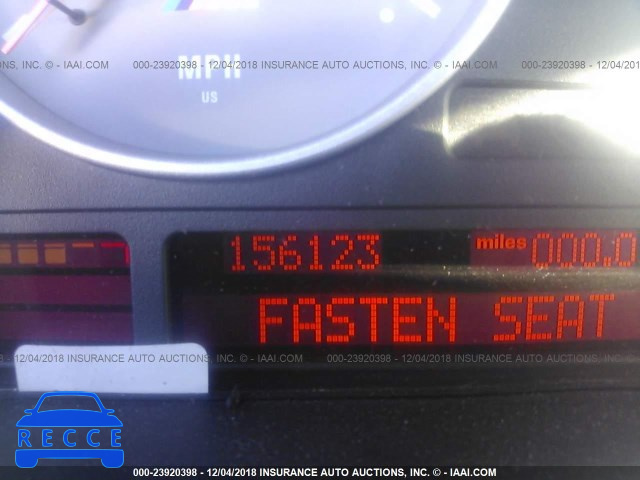 INC. © - IAAI.COM 000-23920398 - 12/04/2018 INSURANCE AUTO AUCTIONS, INC. © - IAAI.COM 000-23920398 - 12/04/2018
MPH
US
156123 miles 000.0
FASTEN SEAT
12/04/2018 INSURANCE AUTO AUCTIONS, INC. © - IAAI.COM 000-23920398 - 12/04/2018 INSURANCE AUTO AUCTIONS, INC.
RECCE
000-23920398 - 12/04/2018 INSURANCE AUTO AUCTIONS, INC. © - IAAI.COM